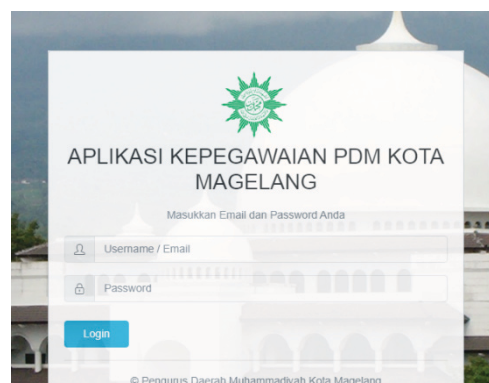 APLIKASI KEPEGAWAIAN PDM KOTA
MAGELANG
Masukkan Email dan Password Anda
Username / Email
Password
Login
© Pengurus Daerah Muhammadiyah Kota Magelang